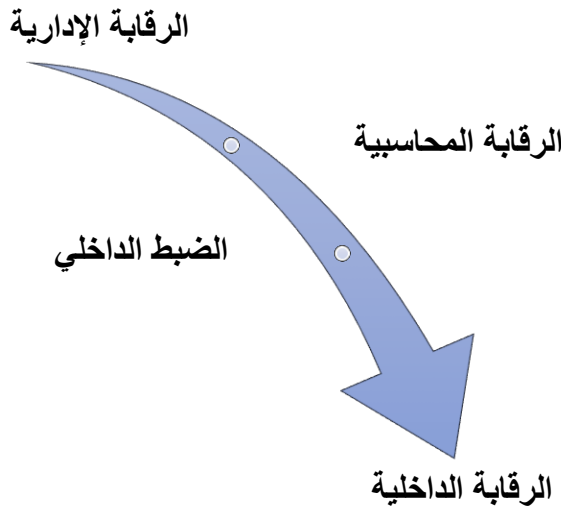 الرقابة الإدارية
الرقابة المحاسبية
الضبط الداخلي
الرقابة الداخلية